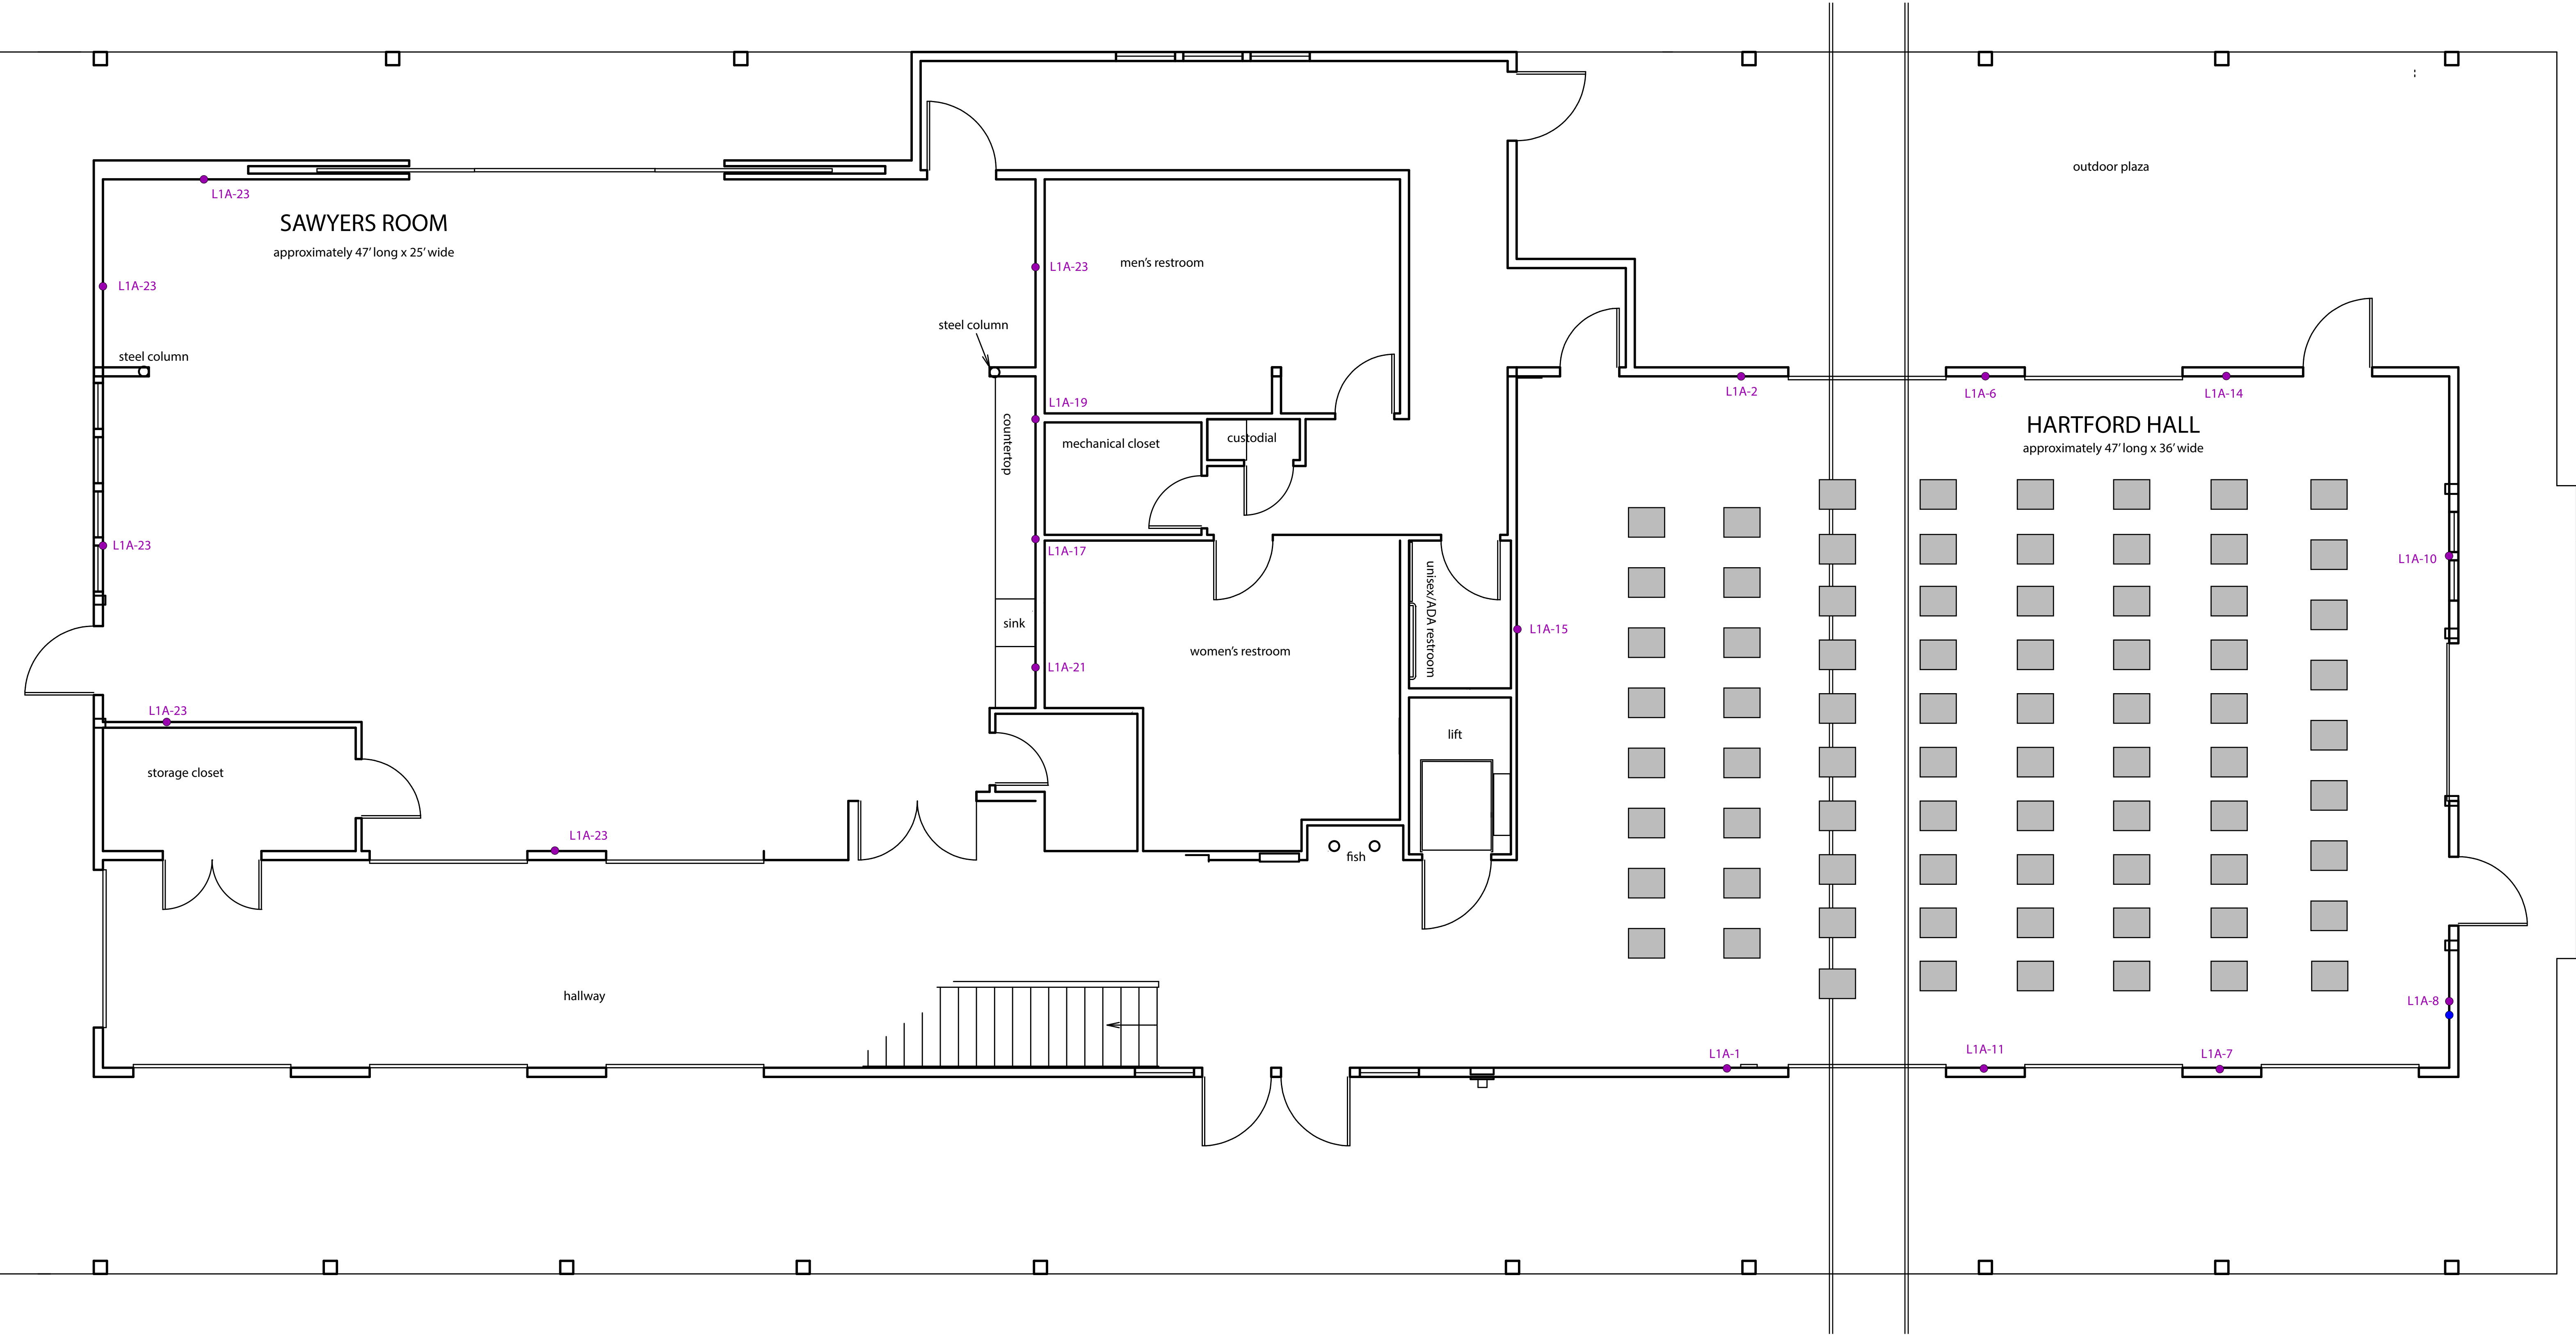 outdoor plaza
L1A-23
SAWYERS ROOM
approximately 47' long x 25' wide
men's restroom
L1A-23
L1A-23
steel column
steel column
L1A-2
L1A-6
L1A-14
L1A-19
HARTFORD HALL
approximately 47' long x 36' wide
countertop
mechanical closet
custodial
L1A-23
L1A-17
L1A-10
unisex/ADA restroom
sink
L1A-15
women's restroom
L1A-21
L1A-23
lift
storage closet
L1A-23
fish
hallway
L1A-8
L1A-1
L1A-11
L1A-7